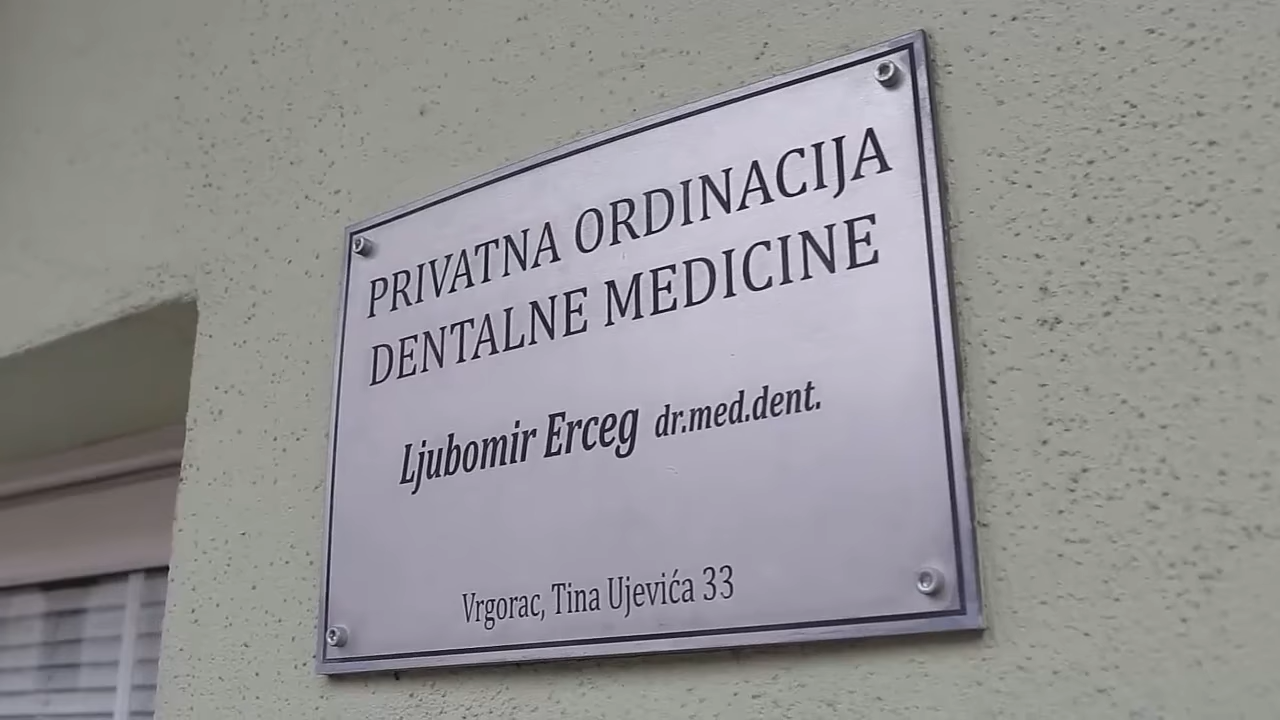 PRIVATNA ORDINACIJA
DENTALNE MEDICINE
Ljubomir Erceg dr.med.dent.
Vrgorac, Tina Ujevića 33